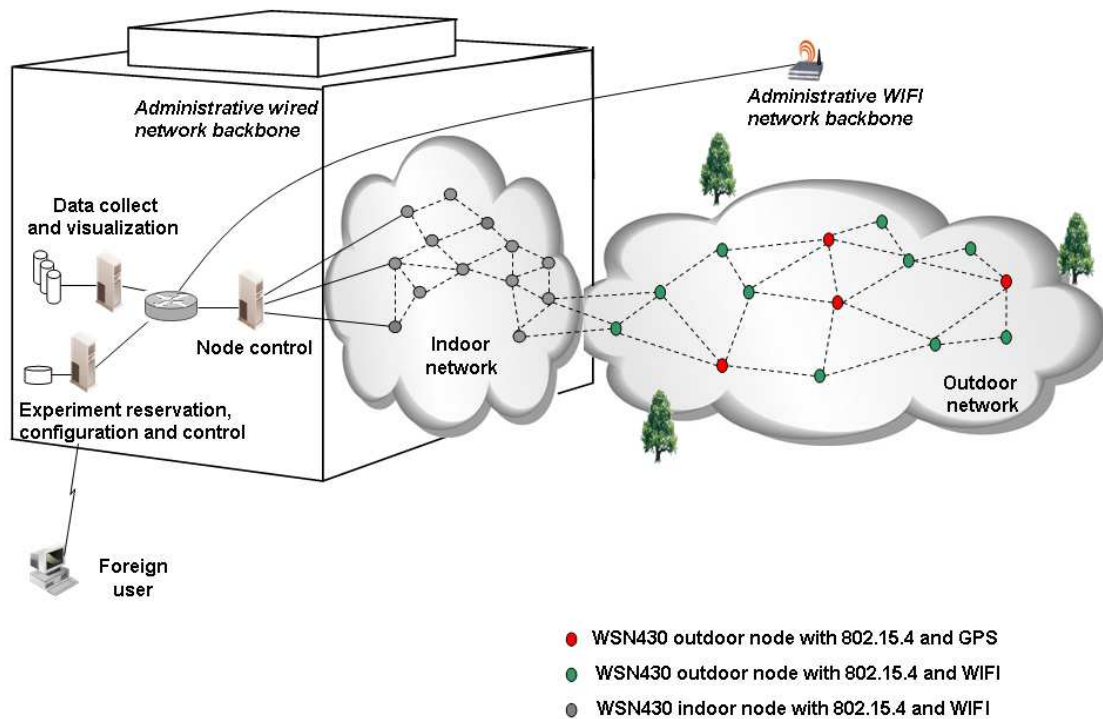 Administrative wired
network backbone
Administrative WIFI
network backbone
Data collect
and visualization
Node control
Indoor
network
Outdoor
network
Experiment reservation,
configuration and control
Foreign
user
WSN430 outdoor node with 802.15.4 and GPS
WSN430 outdoor node with 802.15.4 and WIFI
WSN430 indoor node with 802.15.4 and WIFI